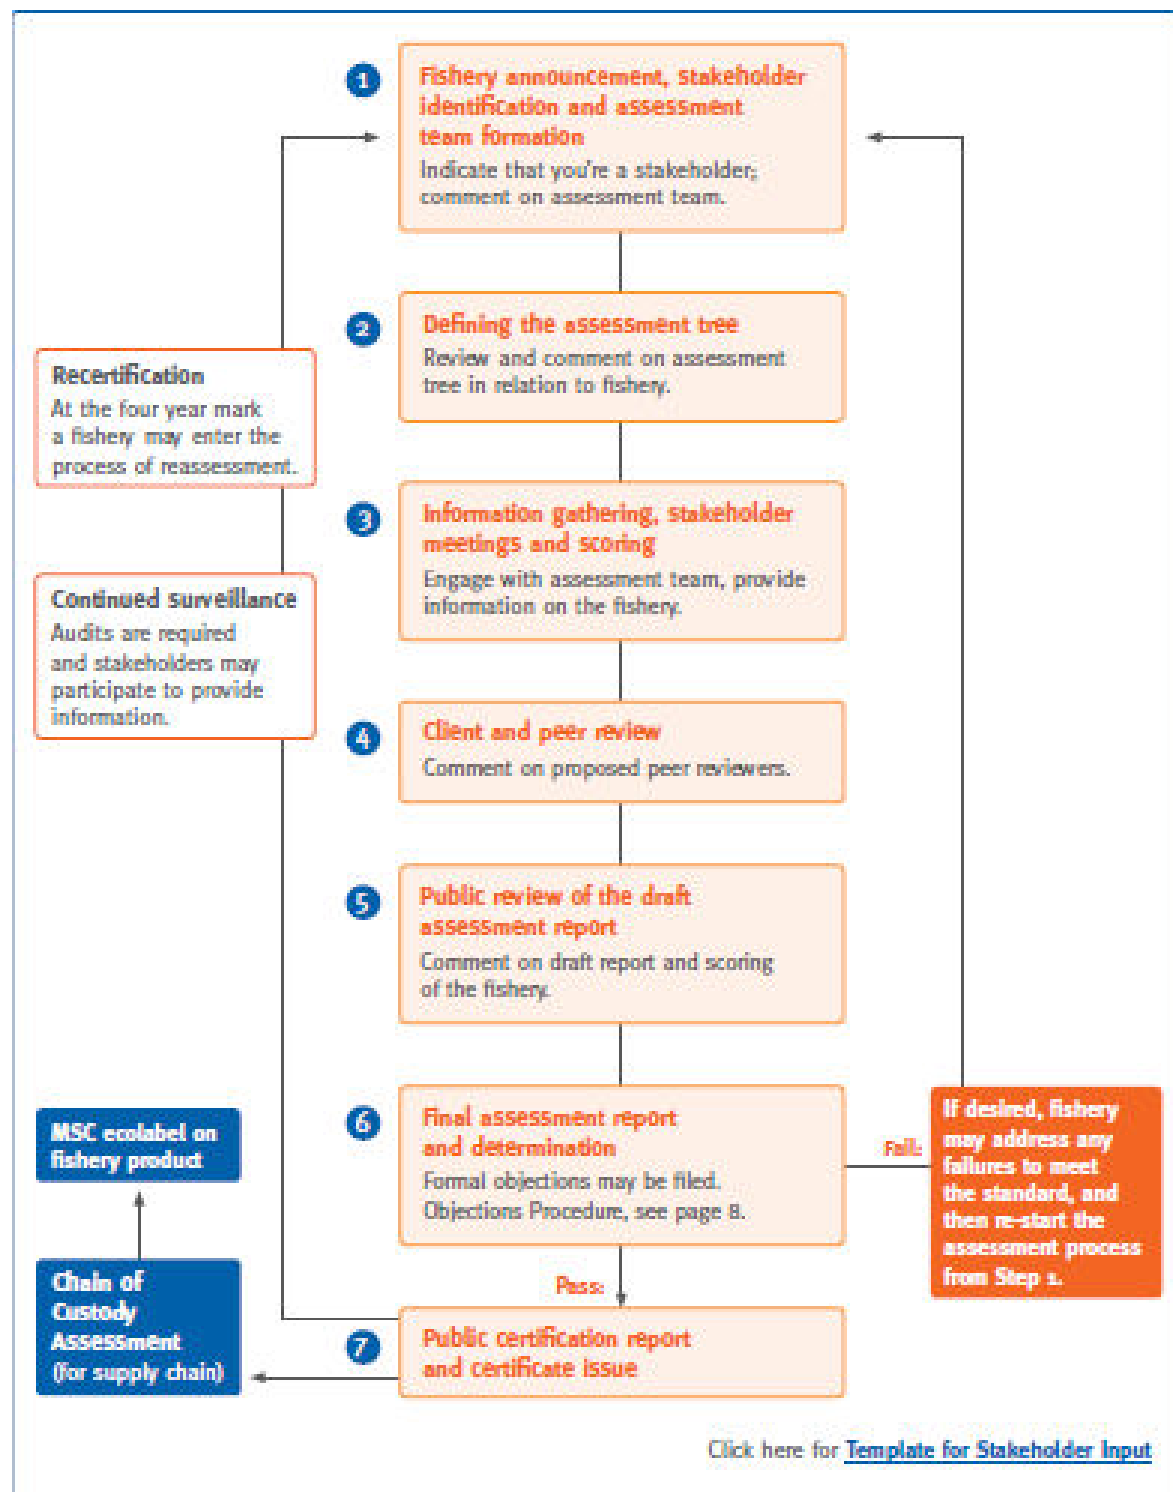 1
Fishery announcement, stakeholder
identification and assessment
team formation
Indicate that you're a stakeholder;
comment on assessment team.
2
Defining the assessment tree
Review and comment on assessment
tree in relation to fishery.
Recertification
At the four year mark
a fishery may enter the
process of reassessment.
3
Information gathering, stakeholder
meetings and scoring
Engage with assessment team, provide
information on the fishery.
Continued surveillance
Audits are required
and stakeholders may
participate to provide
information.
4
Client and peer review
Comment on proposed peer reviewers.
5
Public review of the draft
assessment report
Comment on draft report and scoring
of the fishery.
6
Final assessment report
and determination
Formal objections may be filed.
Objections Procedure, see page 8.
Fail:
If desired, fishery
may address any
failures to meet
the standard, and
then re-start the
assessment process
from Step 1.
MSC ecolabel on
fishery product
Pass:
Chain of
Custody
Assessment
(for supply chain)
7
Public certification report
and certificate issue
Click here for Template for Stakeholder Input